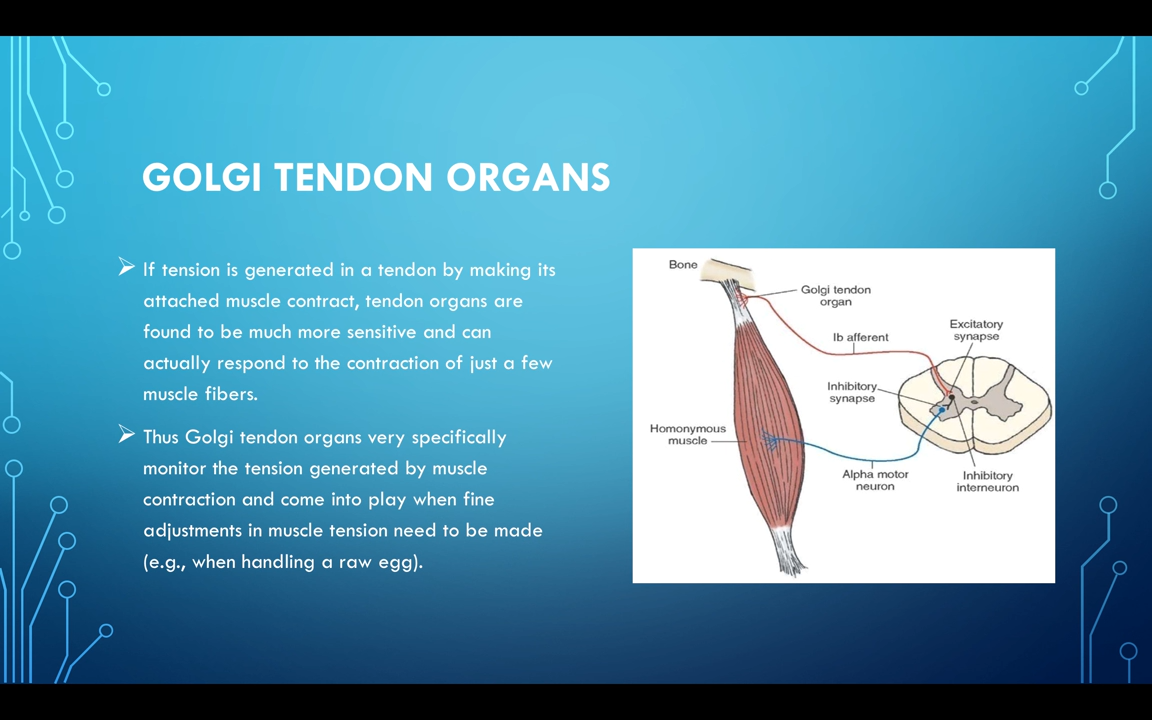 GOLGI TENDON ORGANS
➢ If tension is generated in a tendon by making its
attached muscle contract, tendon organs are
found to be much more sensitive and can
actually respond to the contraction of just a few
muscle fibers.
➢ Thus Golgi tendon organs very specifically
monitor the tension generated by muscle
contraction and come into play when fine
adjustments in muscle tension need to be made
(e.g., when handling a raw egg).
Bone
Golgi tendon
organ
Ib afferent
Excitatory
synapse
Inhibitory
synapse
Homonymous
muscle
Alpha motor
neuron
Inhibitory
interneuron